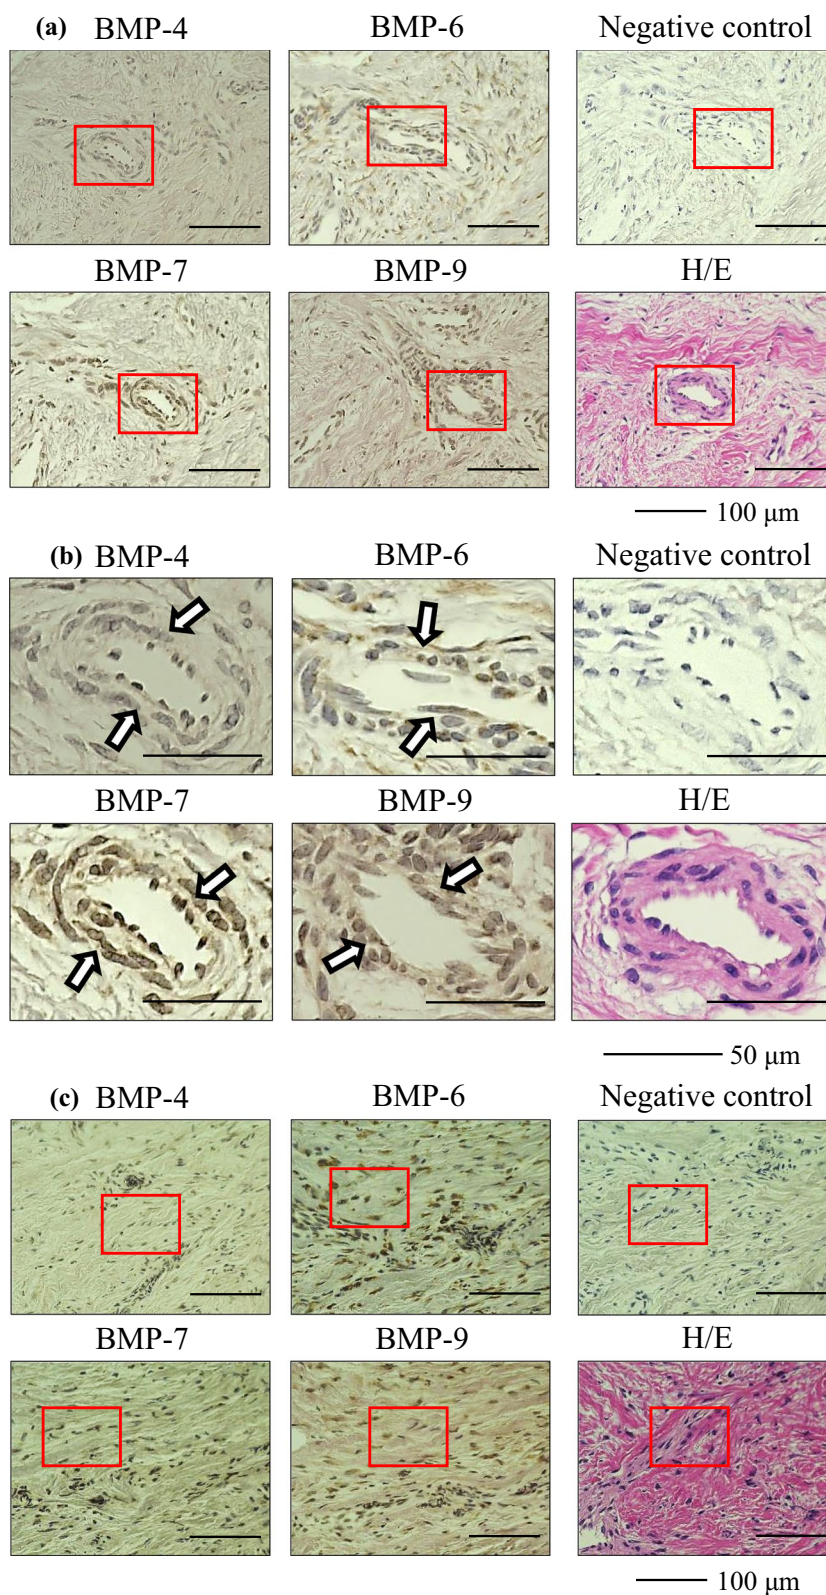 (a) BMP-4 BMP-6 Negative control
BMP-7 BMP-9 H/E
100 μm
(b) BMP-4 BMP-6 Negative control
BMP-7 BMP-9 H/E
50 μm
(c) BMP-4 BMP-6 Negative control
BMP-7 BMP-9 H/E
100 μm